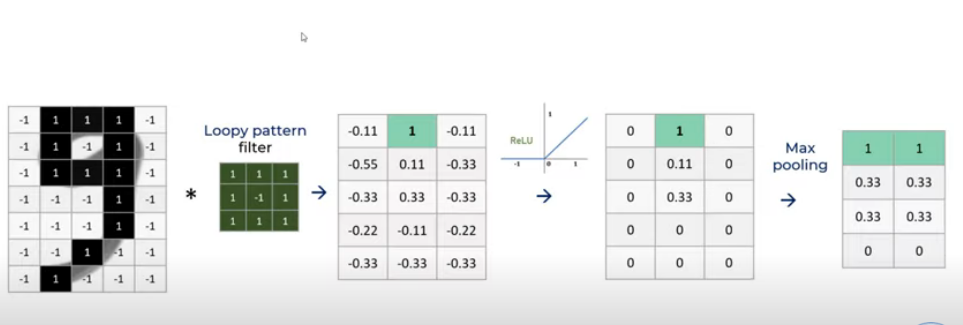 -1 1 1 1 -1
-1 1 -1 1 -1
-1 1 1 1 -1
-1 -1 -1 1 -1
-1 -1 -1 1 -1
-1 -1 1 -1 -1
-1 1 -1 -1 -1
*
Loopy pattern
filter
1 1 1
1 -1 1
1 1 1
-0.11 1 -0.11
-0.55 0.11 -0.33
-0.33 0.33 -0.33
-0.22 -0.11 -0.22
-0.33 -0.33 -0.33
ReLU
1
-1 0 1
0 1 0
0 0.11 0
0 0.33 0
0 0 0
0 0 0
Max
pooling
1 1
0.33 0.33
0.33 0.33
0 0